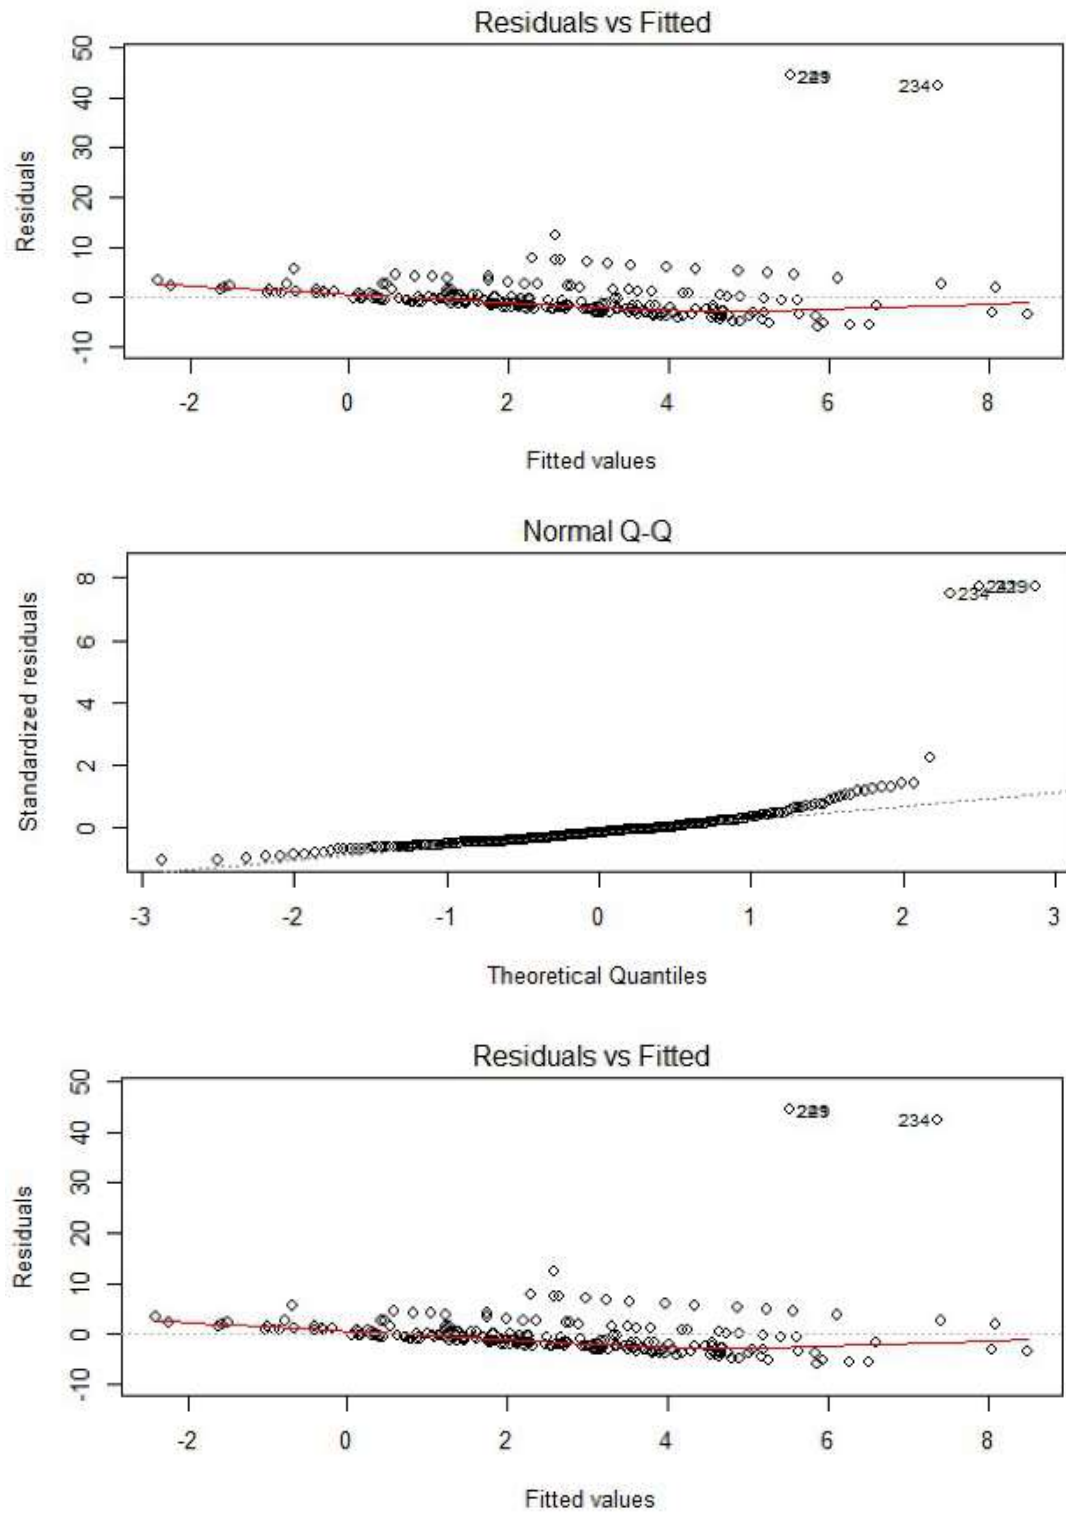 Residuals vs Fitted
50
40
30
20
10
0
-10
Residuals
234
-2 0 2 4 6 8
Fitted values
Normal Q-Q
8
6
4
2
0
Standardized residuals
234
-3 -2 -1 0 1 2 3
Theoretical Quantiles
Residuals vs Fitted
50
40
30
20
10
0
-10
Residuals
234
-2 0 2 4 6 8
Fitted values